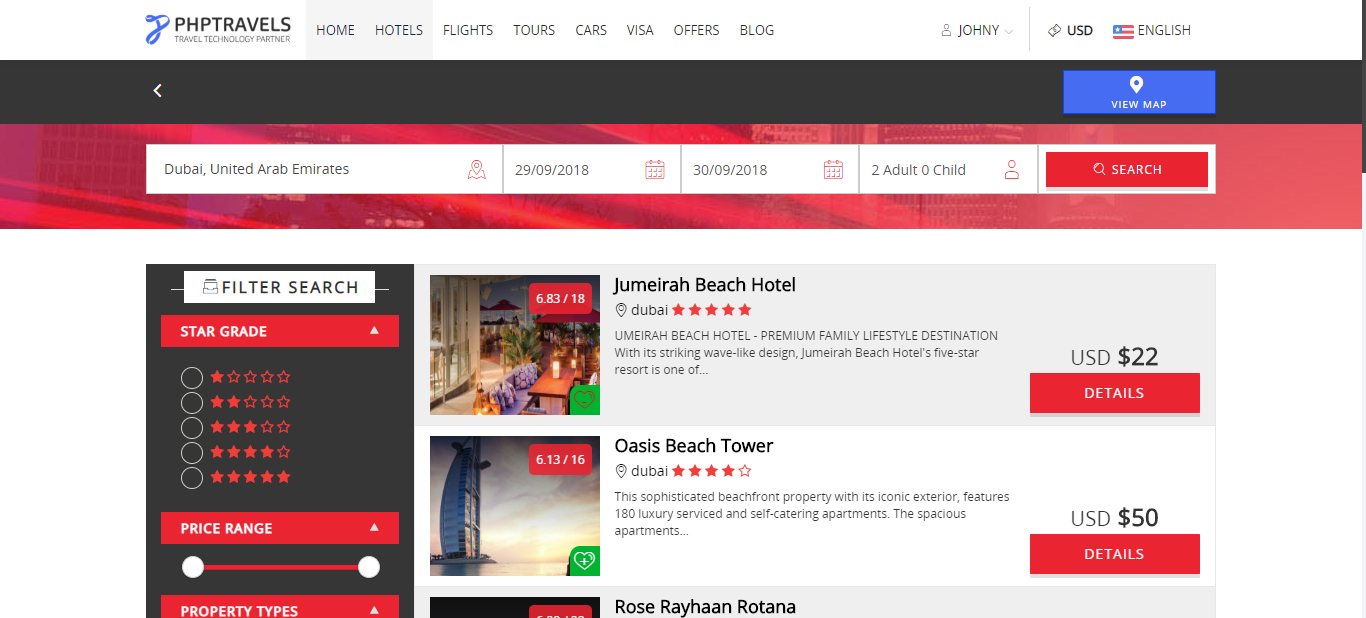 PHPTRAVELS
TRAVEL TECHNOLOGY PARTNER
HOME HOTELS FLIGHTS TOURS CARS VISA OFFERS BLOG
JOHNY USD ENGLISH
VIEW MAP
Dubai, United Arab Emirates 29/09/2018 30/09/2018 2 Adult 0 Child SEARCH
FILTER SEARCH
STAR GRADE
PRICE RANGE
PROPERTY TYPES
6.83 / 18
Jumeirah Beach Hotel
dubai
UMEIRAH BEACH HOTEL - PREMIUM FAMILY LIFESTYLE DESTINATION
With its striking wave-like design, Jumeirah Beach Hotel's five-star
resort is one of...
USD $22
DETAILS
6.13 / 16
Oasis Beach Tower
dubai
This sophisticated beachfront property with its iconic exterior, features
180 luxury serviced and self-catering apartments. The spacious
apartments...
USD $50
DETAILS
Rose Rayhaan Rotana